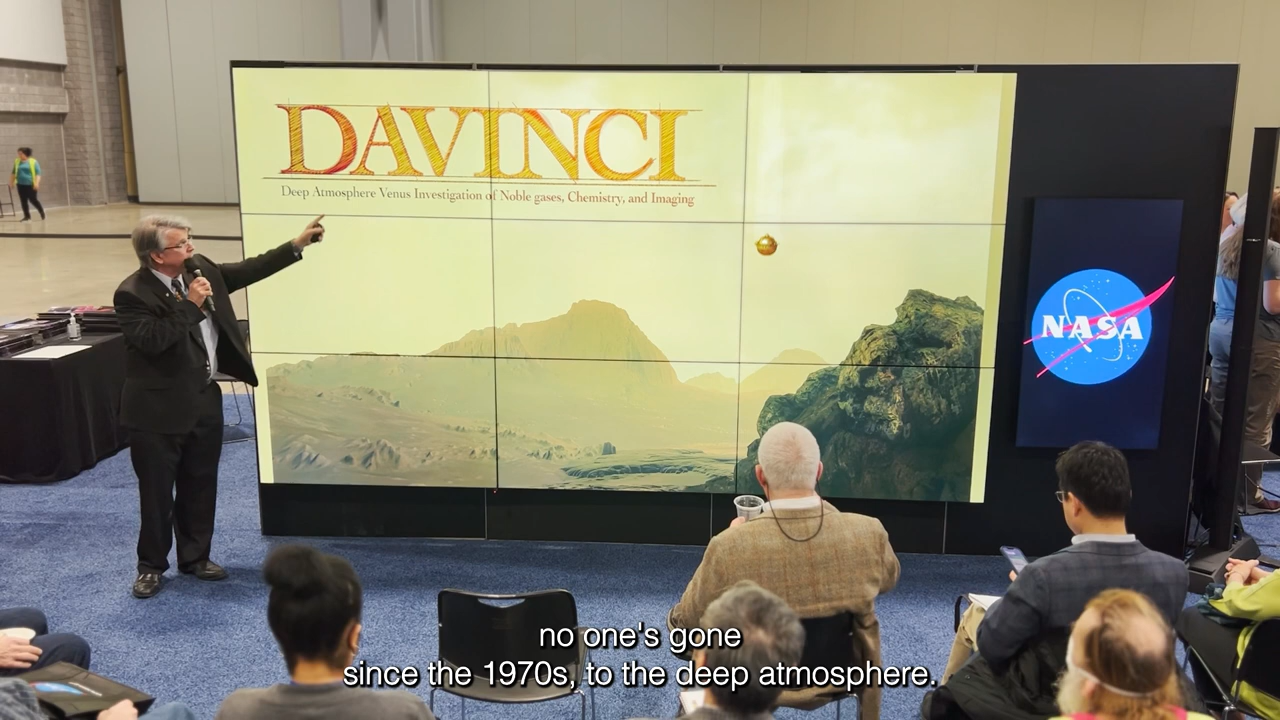 DAVINCI
Deep Atmosphere Venus Investigation of Noble gases, Chemistry, and Imaging
NASA
no one's gone
since the 1970s, to the deep atmosphere.